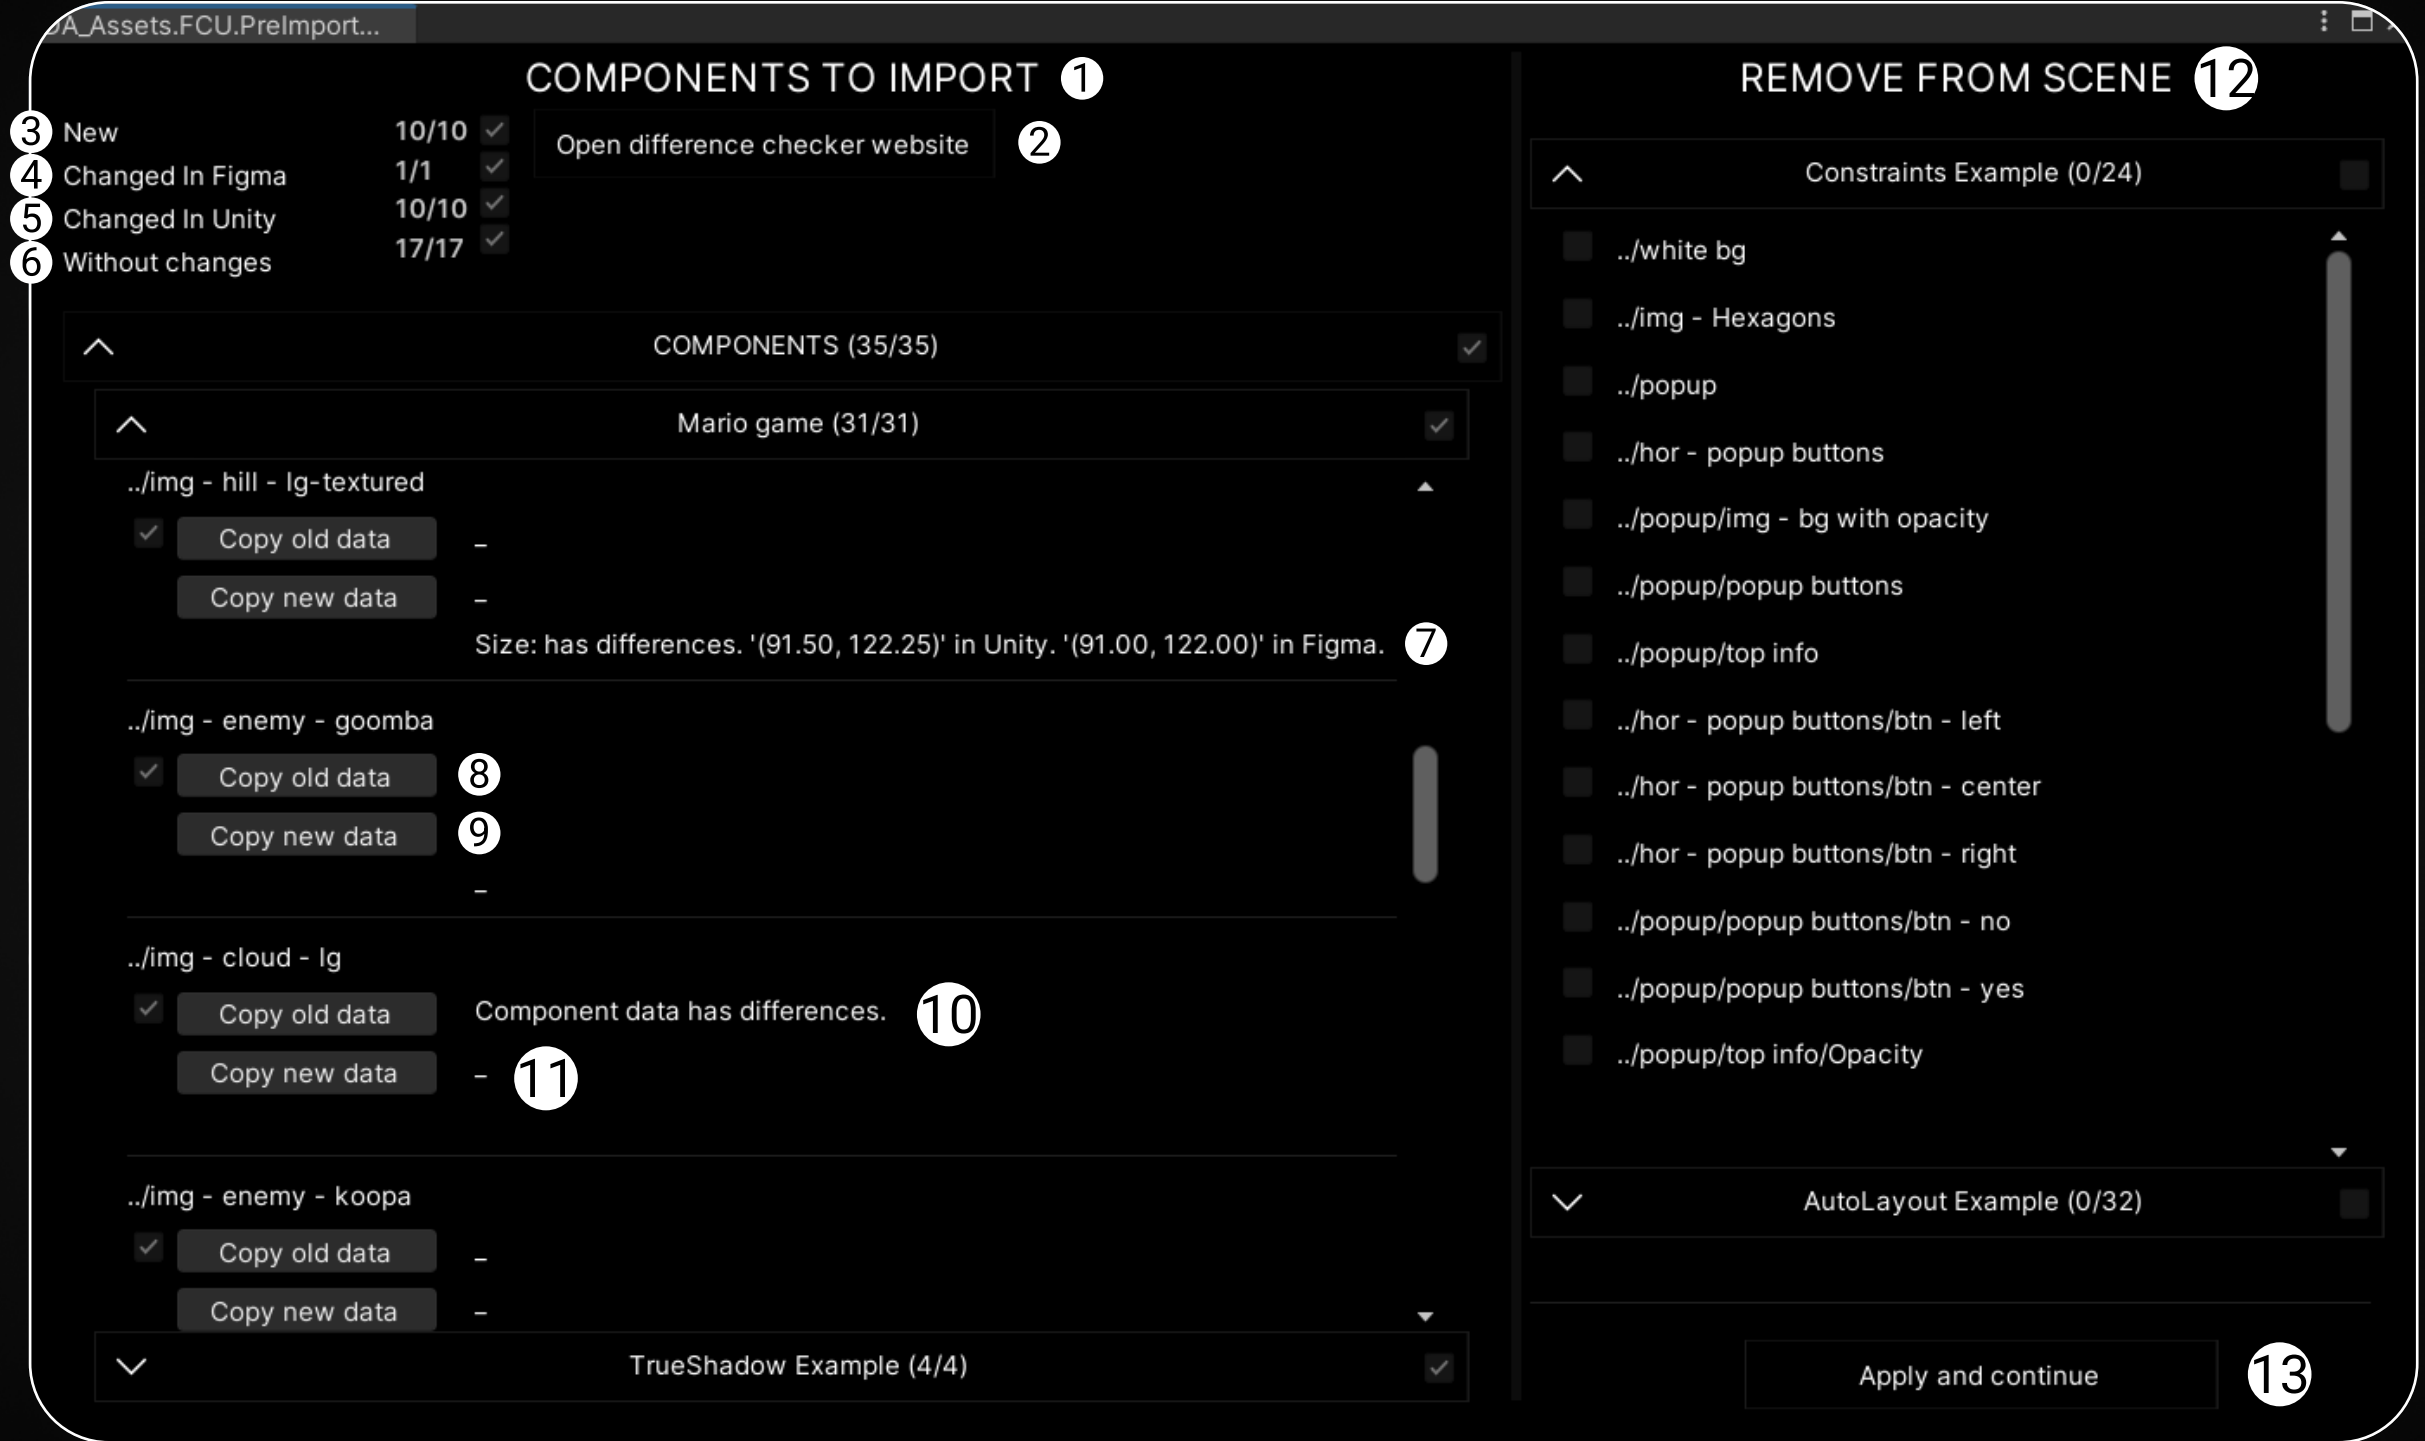 DA_Assets.FCU.PreImport...
COMPONENTS TO IMPORT 1
3 New 10/10
4 Changed In Figma 1/1
5 Changed In Unity 10/10
6 Without changes 17/17
Open difference checker website 2
COMPONENTS (35/35)
Mario game (31/31)
../img - hill - lg-textured
Copy old data –
Copy new data –
Size: has differences. '(91.50, 122.25)' in Unity. '(91.00, 122.00)' in Figma. 7
../img - enemy - goomba
Copy old data 8
Copy new data 9
–
../img - cloud - lg
Copy old data Component data has differences. 10
Copy new data – 11
../img - enemy - koopa
Copy old data –
Copy new data –
TrueShadow Example (4/4)
REMOVE FROM SCENE 12
Constraints Example (0/24)
../white bg
../img - Hexagons
../popup
../hor - popup buttons
../popup/img - bg with opacity
../popup/popup buttons
../popup/top info
../hor - popup buttons/btn - left
../hor - popup buttons/btn - center
../hor - popup buttons/btn - right
../popup/popup buttons/btn - no
../popup/popup buttons/btn - yes
../popup/top info/Opacity
AutoLayout Example (0/32)
Apply and continue 13